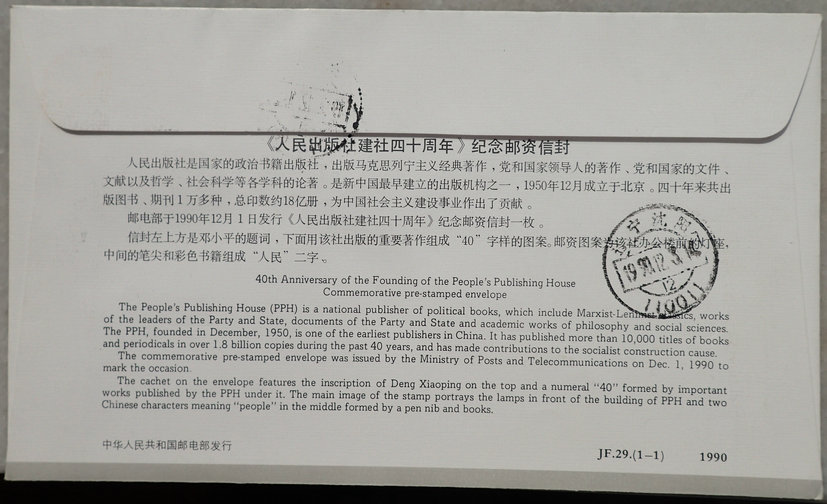 《人民出版社建社四十周年》纪念邮资信封
人民出版社是国家的政治书籍出版社，出版马克思列宁主义经典著作，党和国家领导人的著作、党和国家的文件、
文献以及哲学、社会科学等各学科的论著。是新中国最早建立的出版机构之一，1950年12月成立于北京。四十年来共出
版图书、期刊1万多种，总印数约18亿册，为中国社会主义建设事业作出了贡献。
邮电部于1990年12月1日发行《人民出版社建社四十周年》纪念邮资信封一枚。
信封左上方是邓小平的题词，下面用该社出版的重要著作组成“40”字样的图案。邮资图案为该社办公楼前的灯座，
中间的笔尖和彩色书籍组成“人民”二字。
辽宁沈阳
1990.12.3.14
12
110011
40th Anniversary of the Founding of the People's Publishing House
Commemorative pre-stamped envelope
The People's Publishing House (PPH) is a national publisher of political books, which include Marxist-Leninist classics, works
of the leaders of the Party and State, documents of the Party and State and academic works of philosophy and social sciences.
The PPH, founded in December, 1950, is one of the earliest publishers in China. It has published more than 10,000 titles of books
and periodicals in over 1.8 billion copies during the past 40 years, and has made contributions to the socialist construction cause.
The commemorative pre-stamped envelope was issued by the Ministry of Posts and Telecommunications on Dec. 1, 1990 to
mark the occasion.
The cachet on the envelope features the inscription of Deng Xiaoping on the top and a numeral "40" formed by important
works published by the PPH under it. The main image of the stamp portrays the lamps in front of the building of PPH and two
Chinese characters meaning "people" in the middle formed by a pen nib and books.
中华人民共和国邮电部发行
JF.29.(1-1) 1990